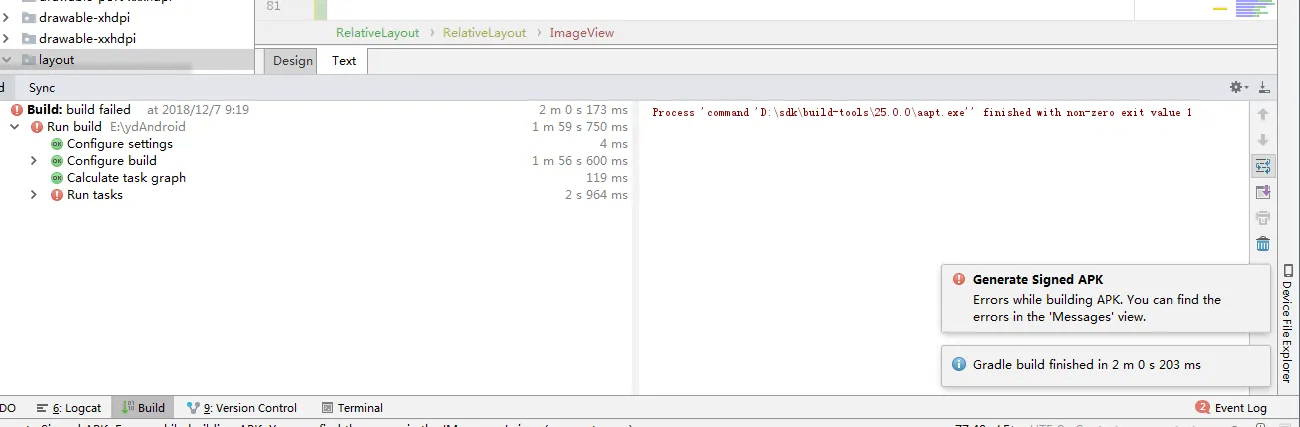 81
drawable-xhdpi
drawable-xxhdpi
layout
RelativeLayout › RelativeLayout › ImageView
Design Text
Sync
Build: build failed at 2018/12/7 9:19 2 m 0 s 173 ms
Run build E:\ydAndroid 1 m 59 s 750 ms
Configure settings 4 ms
Configure build 1 m 56 s 600 ms
Calculate task graph 119 ms
Run tasks 2 s 964 ms
Process 'command 'D:\sdk\build-tools\25.0.0\aapt.exe'' finished with non-zero exit value 1
Generate Signed APK
Errors while building APK. You can find the
errors in the 'Messages' view.
Gradle build finished in 2 m 0 s 203 ms
Device File Explorer
DO 6: Logcat Build 9: Version Control Terminal 2 Event Log